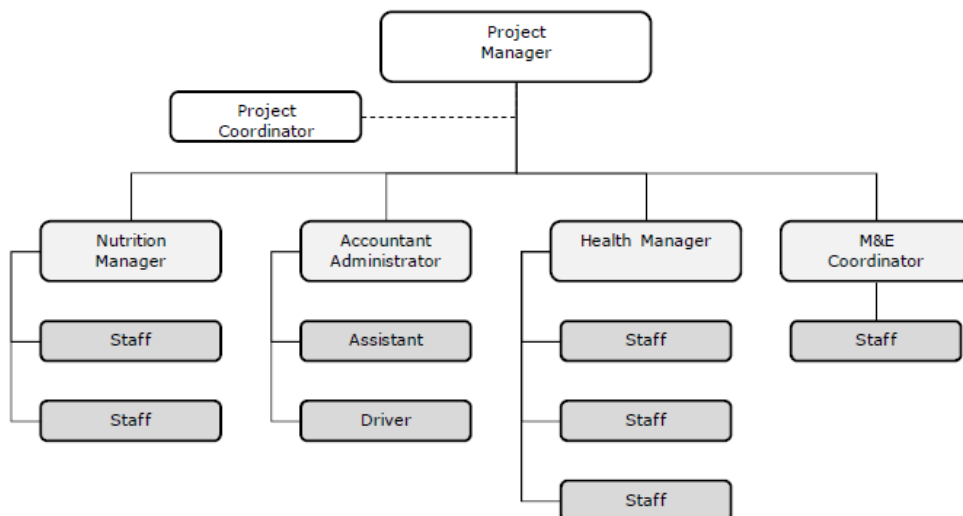 Project
Manager
Project
Coordinator
Nutrition
Manager
Accountant
Administrator
Health Manager
M&E
Coordinator
Staff
Assistant
Staff
Staff
Staff
Driver
Staff
Staff